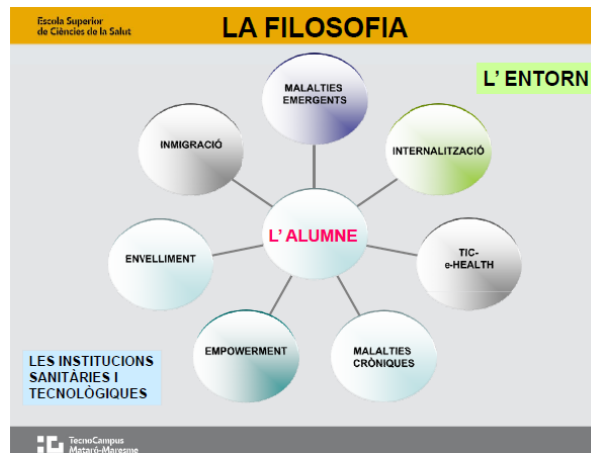 Escola Superior
de Ciències de la Salut
LA FILOSOFIA
L' ENTORN
MALALTIES
EMERGENTS
INMIGRACIÓ
INTERNALITZACIÓ
L' ALUMNE
ENVELLIMENT
TIC-
e-HEALTH
EMPOWERMENT
MALALTIES
CRÒNIQUES
LES INSTITUCIONS
SANITÀRIES I
TECNOLÒGIQUES
TecnoCampus
Mataró-Maresme